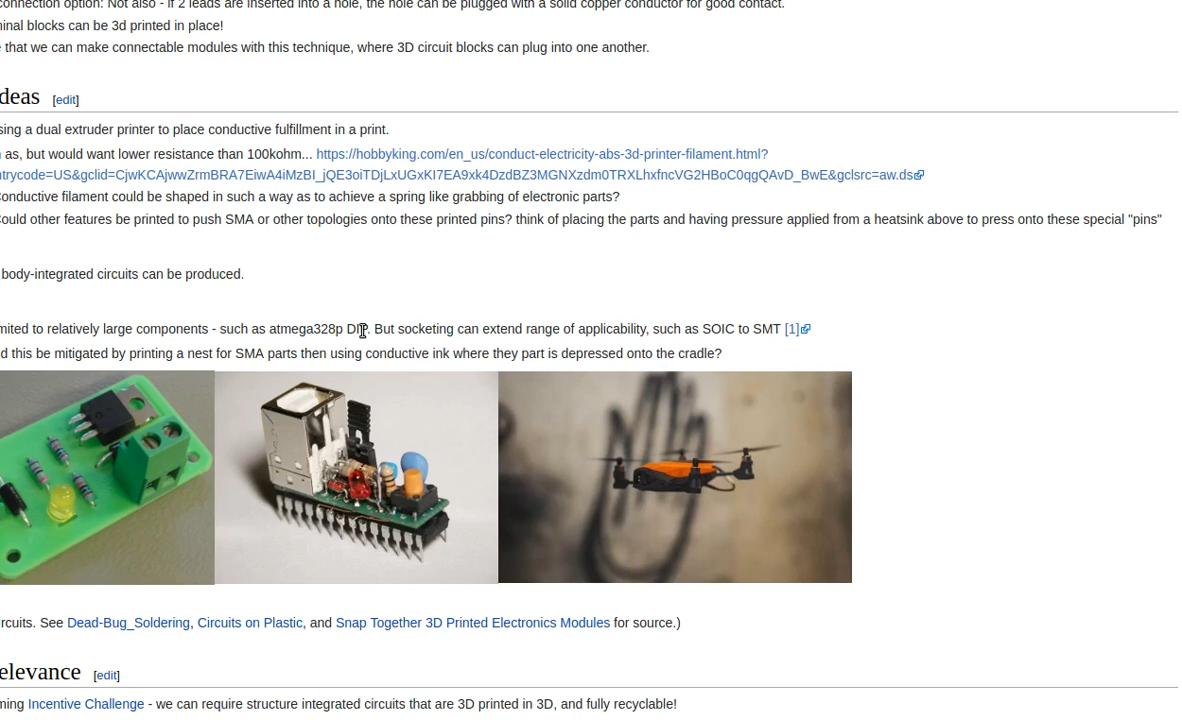 connection option: Not also - if 2 leads are inserted into a hole, the hole can be plugged with a solid copper conductor for good contact.
minal blocks can be 3d printed in place!
e that we can make connectable modules with this technique, where 3D circuit blocks can plug into one another.
deas [edit]
sing a dual extruder printer to place conductive fulfillment in a print.
as, but would want lower resistance than 100kohm... https://hobbyking.com/en_us/conduct-electricity-abs-3d-printer-filament.html?
ntrycode=US&gclid=CjwKCAjwwZrmBRA7EiwA4iMzBI_jQE3oiTDjLxUGxKI7EA9xk4DzdBZ3MGNXzdm0TRXLhxfncVG2HBoC0qgQAvD_BwE&gclsrc=aw.ds
Conductive filament could be shaped in such a way as to achieve a spring like grabbing of electronic parts?
Could other features be printed to push SMA or other topologies onto these printed pins? think of placing the parts and having pressure applied from a heatsink above to press onto these special "pins"
body-integrated circuits can be produced.
mited to relatively large components - such as atmega328p DIP. But socketing can extend range of applicability, such as SOIC to SMT [1]
d this be mitigated by printing a nest for SMA parts then using conductive ink where they part is depressed onto the cradle?
rcuits. See Dead-Bug_Soldering, Circuits on Plastic, and Snap Together 3D Printed Electronics Modules for source.)
elevance [edit]
ming Incentive Challenge - we can require structure integrated circuits that are 3D printed in 3D, and fully recyclable!